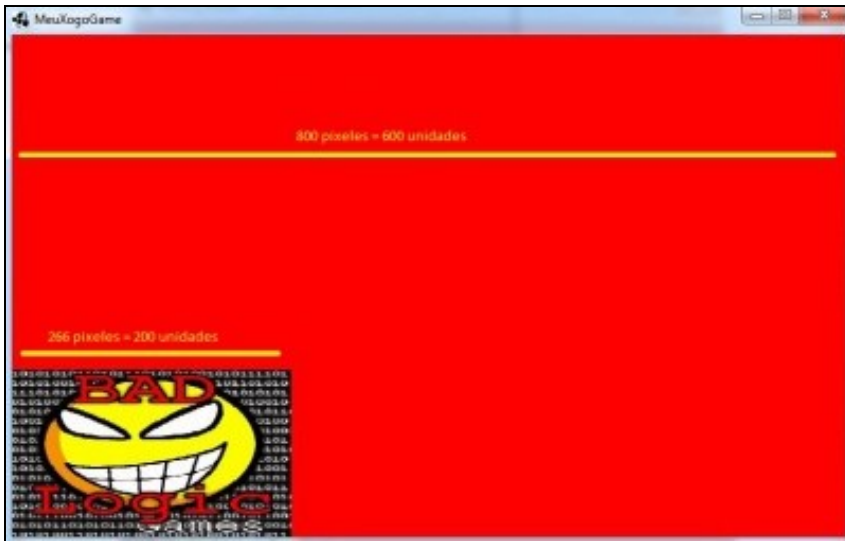 MeuXogoGame
800 pixeles = 600 unidades
266 pixeles = 200 unidades
BAD
Logic
Games